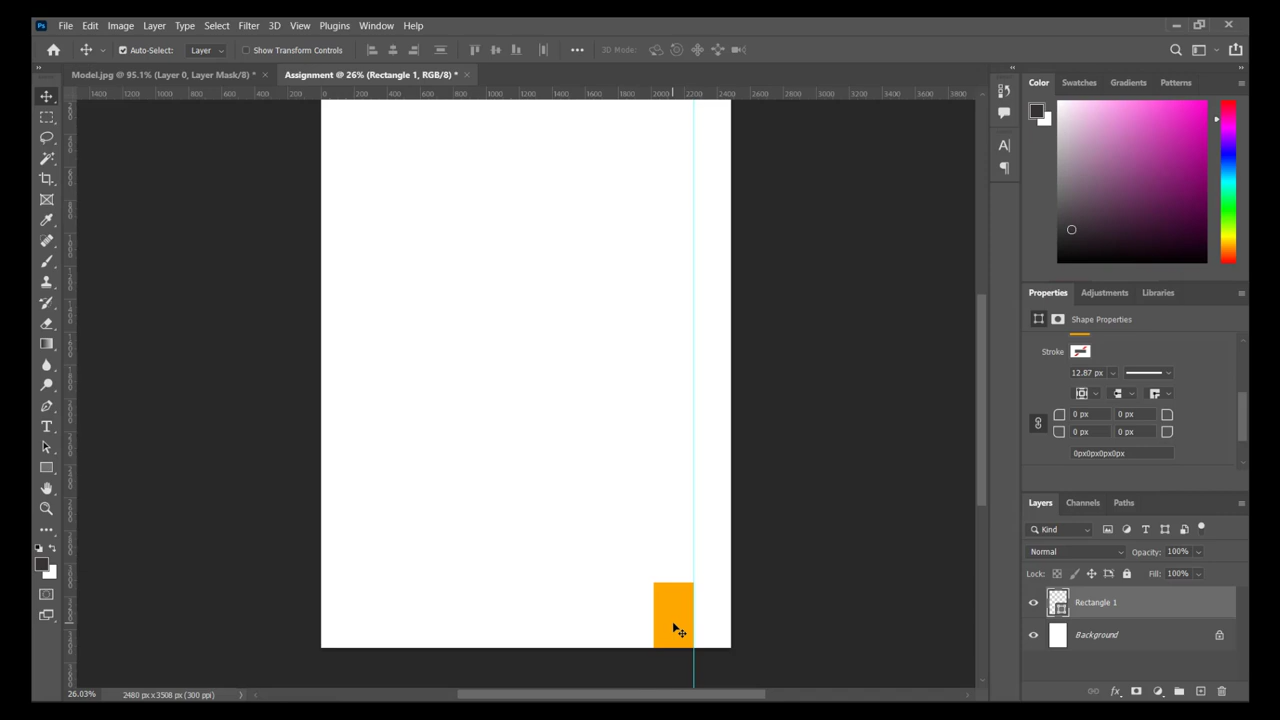 Ps File Edit Image Layer Type Select Filter 3D View Plugins Window Help
Auto-Select: Layer Show Transform Controls ••• 3D Mode:
Model.jpg @ 95.1% (Layer 0, Layer Mask/8) * × Assignment @ 26% (Rectangle 1, RGB/8) * ×
1400 1200 1000 800 600 400 200 0 200 400 600 800 1000 1200 1400 1600 1800 2000 2200 2400 2600 2800 3000 3200 3400 3600 3800
Color Swatches Gradients Patterns
Properties Adjustments Libraries
Shape Properties
Stroke
12.87 px
0 px 0 px
0 px 0 px
0px0px0px0px
Layers Channels Paths
Kind
Normal Opacity: 100%
Lock: Fill: 100%
Rectangle 1
Background
26.03% 2480 px x 3508 px (300 ppi)